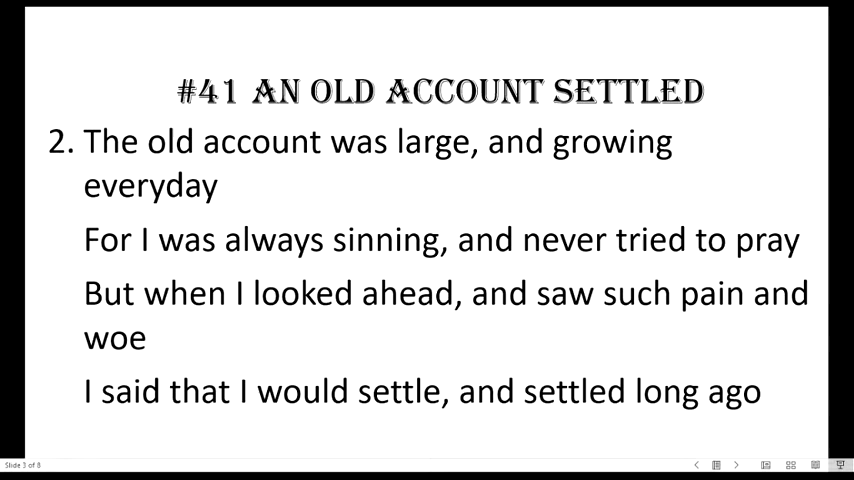 #41 AN OLD ACCOUNT SETTLED
2. The old account was large, and growing
everyday
For I was always sinning, and never tried to pray
But when I looked ahead, and saw such pain and
woe
I said that I would settle, and settled long ago
Slide 3 of 8